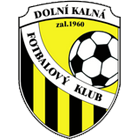 DOLNÍ KALNÁ
zal.1960
FOTBALOVÝ KLUB